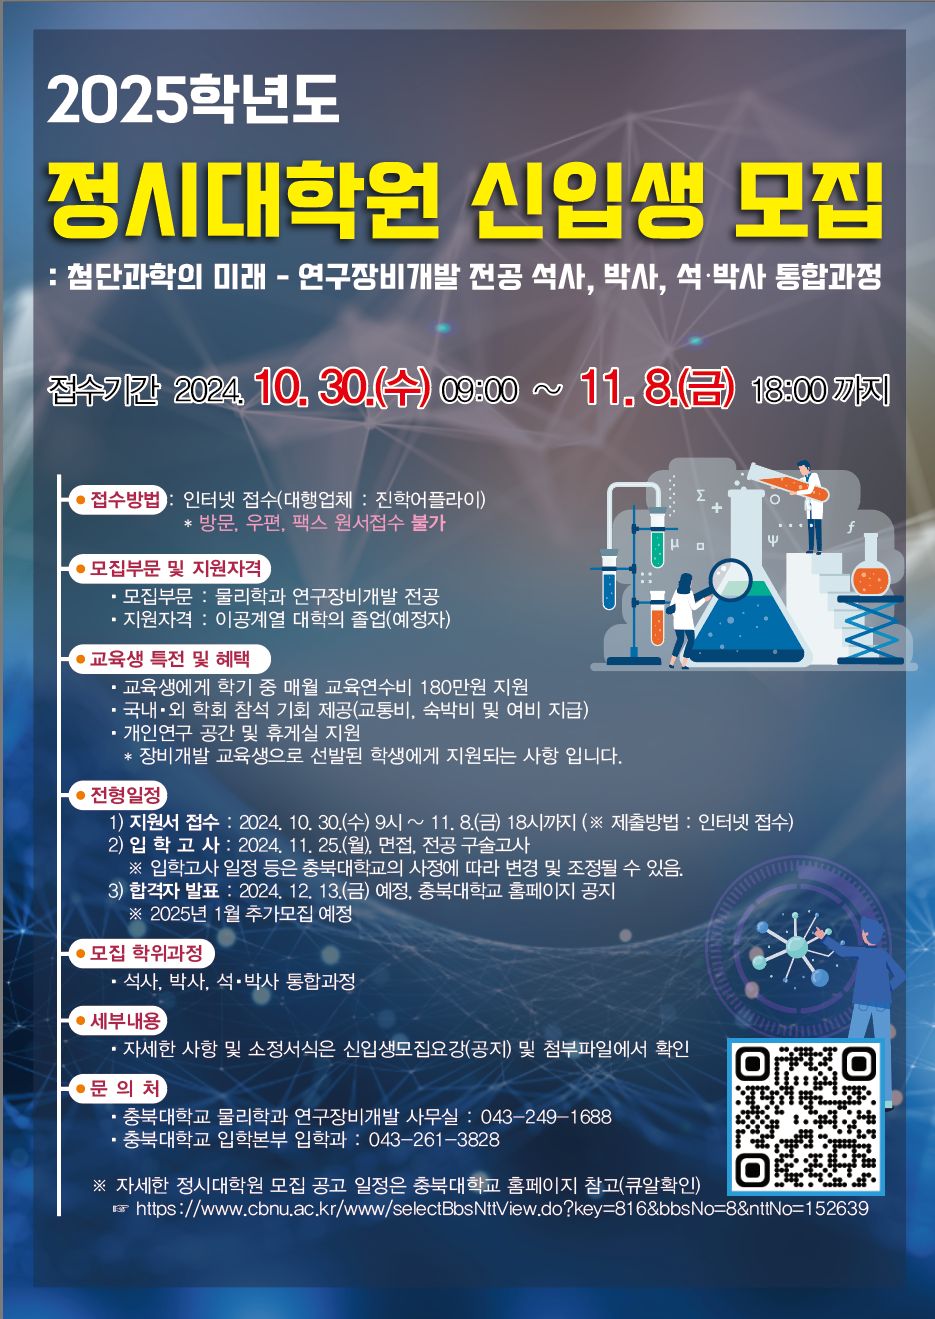 2025학년도
정시대학원 신입생 모집
: 첨단과학의 미래 - 연구장비개발 전공 석사, 박사, 석·박사 통합과정
접수기간 2024. 10. 30.(수) 09:00 ~ 11. 8.(금) 18:00 까지
접수방법 : 인터넷 접수(대행업체 : 진학어플라이)
* 방문, 우편, 팩스 원서접수 불가
모집부문 및 지원자격
▪ 모집부문 : 물리학과 연구장비개발 전공
▪ 지원자격 : 이공계열 대학의 졸업(예정자)
교육생 특전 및 혜택
▪ 교육생에게 학기 중 매월 교육연수비 180만원 지원
▪ 국내·외 학회 참석 기회 제공(교통비, 숙박비 및 여비 지급)
▪ 개인연구 공간 및 휴게실 지원
* 장비개발 교육생으로 선발된 학생에게 지원되는 사항 입니다.
전형일정
1) 지원서 접수 : 2024. 10. 30.(수) 9시 ~ 11. 8.(금) 18시까지 (※ 제출방법 : 인터넷 접수)
2) 입 학 고 사 : 2024. 11. 25.(월), 면접, 전공 구술고사
※ 입학고사 일정 등은 충북대학교의 사정에 따라 변경 및 조정될 수 있음.
3) 합격자 발표 : 2024. 12. 13.(금) 예정, 충북대학교 홈페이지 공지
※ 2025년 1월 추가모집 예정
모집 학위과정
▪ 석사, 박사, 석·박사 통합과정
세부내용
▪ 자세한 사항 및 소정서식은 신입생모집요강(공지) 및 첨부파일에서 확인
문 의 처
▪ 충북대학교 물리학과 연구장비개발 사무실 : 043-249-1688
▪ 충북대학교 입학본부 입학과 : 043-261-3828
※ 자세한 정시대학원 모집 공고 일정은 충북대학교 홈페이지 참고(큐알확인)
☞ https://www.cbnu.ac.kr/www/selectBbsNttView.do?key=816&bbsNo=8&nttNo=152639